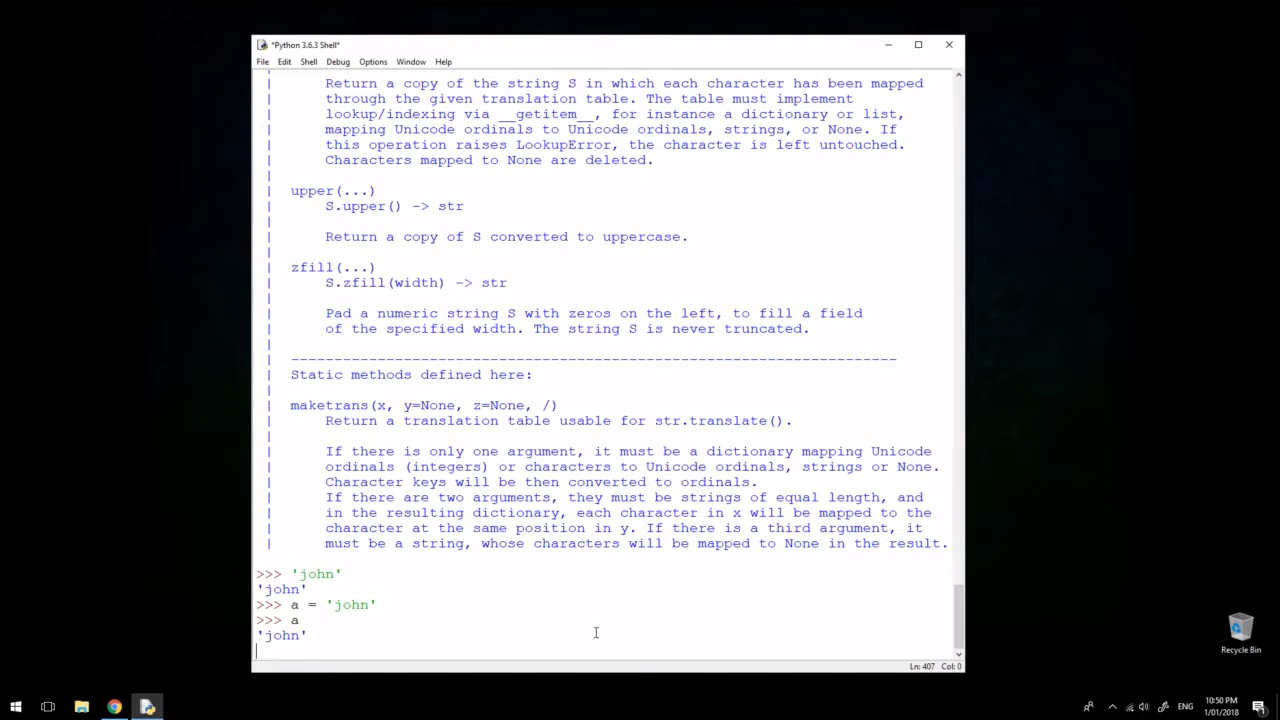 *Python 3.6.3 Shell*
File Edit Shell Debug Options Window Help
| Return a copy of the string S in which each character has been mapped
| through the given translation table. The table must implement
| lookup/indexing via __getitem__, for instance a dictionary or list,
| mapping Unicode ordinals to Unicode ordinals, strings, or None. If
| this operation raises LookupError, the character is left untouched.
| Characters mapped to None are deleted.
|
| upper(...)
| S.upper() -> str
|
| Return a copy of S converted to uppercase.
|
| zfill(...)
| S.zfill(width) -> str
|
| Pad a numeric string S with zeros on the left, to fill a field
| of the specified width. The string S is never truncated.
|
| ----------------------------------------------------------------------
| Static methods defined here:
|
| maketrans(x, y=None, z=None, /)
| Return a translation table usable for str.translate().
|
| If there is only one argument, it must be a dictionary mapping Unicode
| ordinals (integers) or characters to Unicode ordinals, strings or None.
| Character keys will be then converted to ordinals.
| If there are two arguments, they must be strings of equal length, and
| in the resulting dictionary, each character in x will be mapped to the
| character at the same position in y. If there is a third argument, it
| must be a string, whose characters will be mapped to None in the result.
>>> 'john'
'john'
>>> a = 'john'
>>> a
'john'
Ln: 407 Col: 0
Recycle Bin
ENG
10:50 PM
1/01/2018